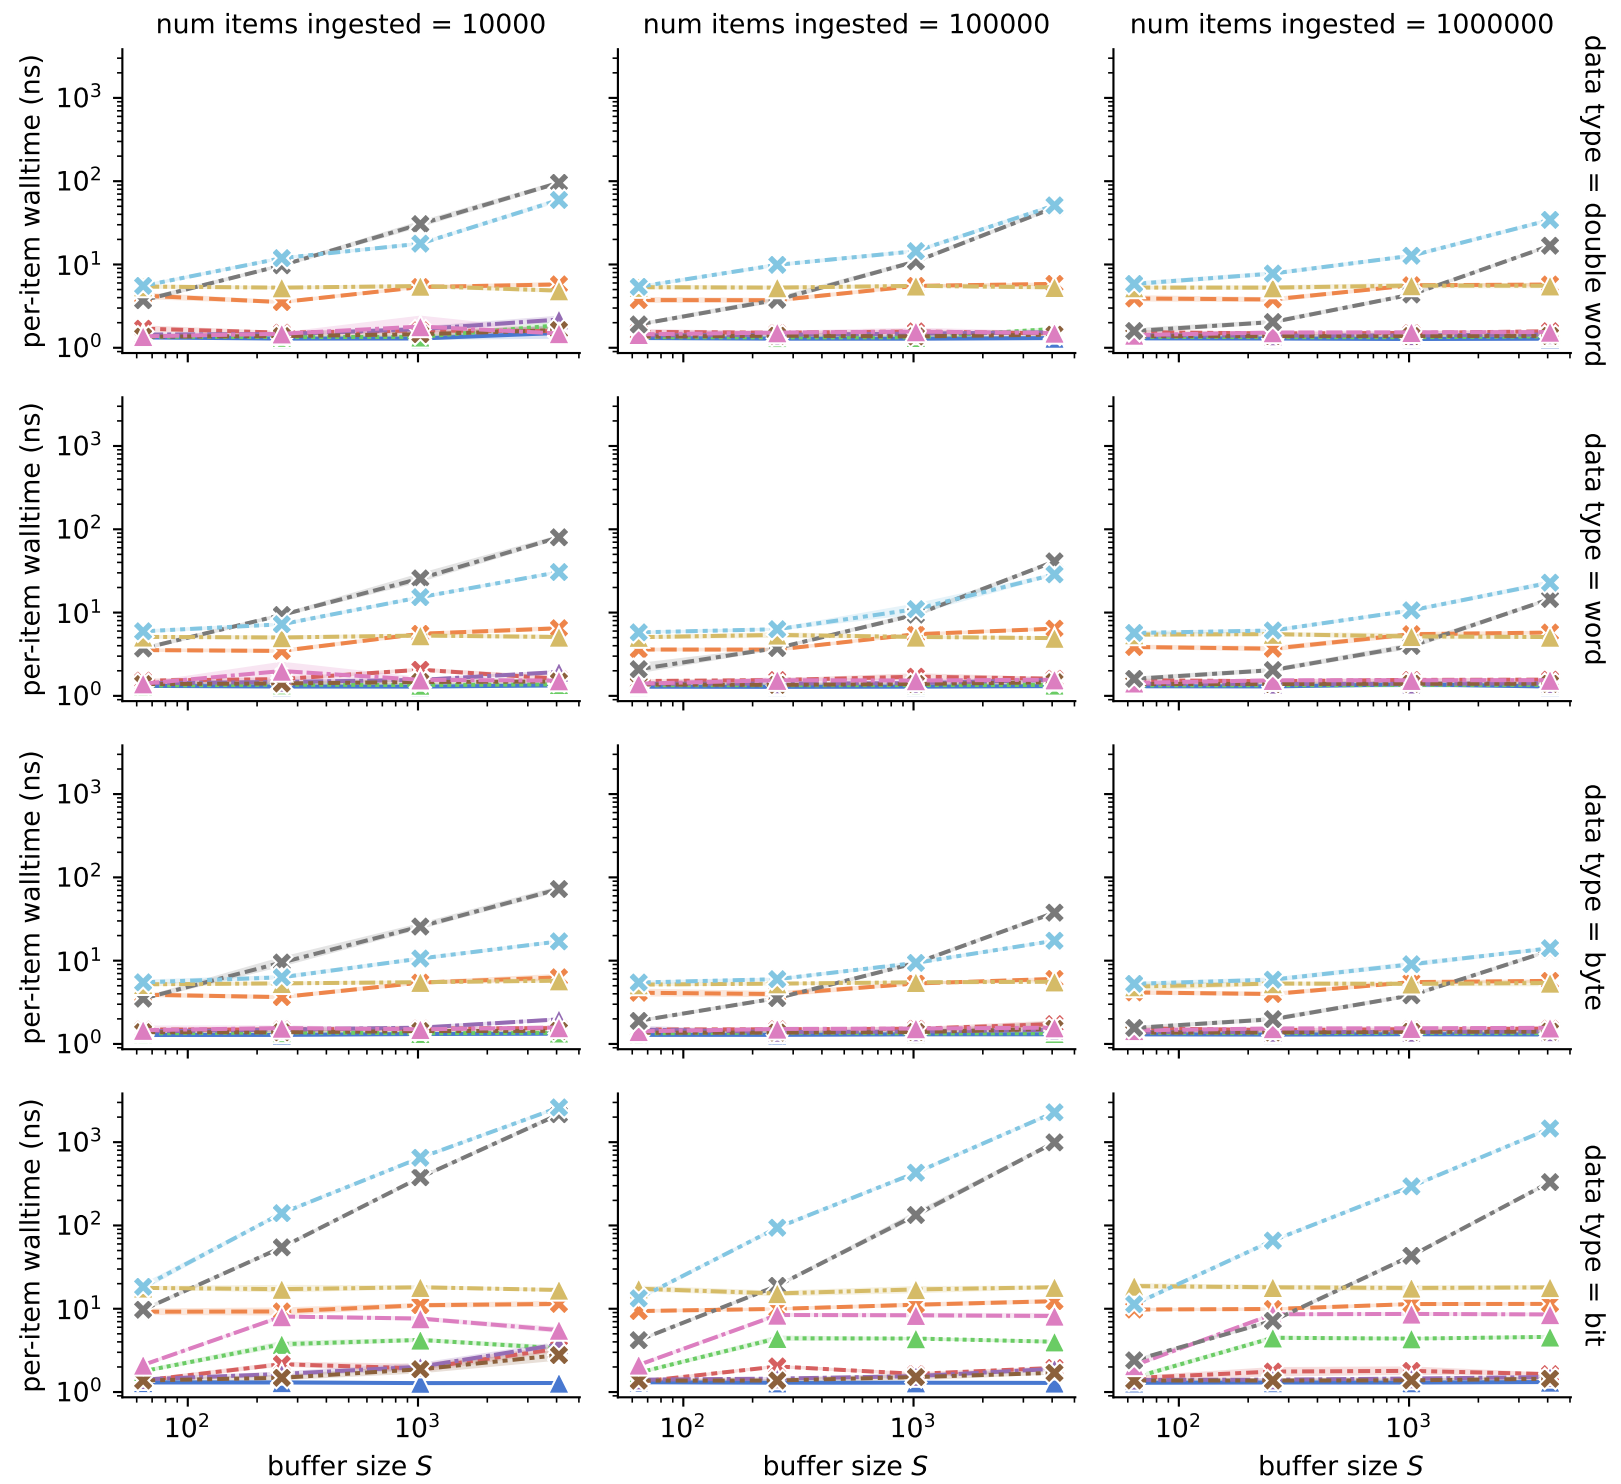 num items ingested = 10000
num items ingested = 100000
num items ingested = 1000000
per-item walltime (ns)
10³
10²
10¹
10⁰
data type = double word
per-item walltime (ns)
10³
10²
10¹
10⁰
data type = word
per-item walltime (ns)
10³
10²
10¹
10⁰
data type = byte
per-item walltime (ns)
10³
10²
10¹
10⁰
data type = bit
10² 10³ 10² 10³ 10² 10³
buffer size S
buffer size S
buffer size S